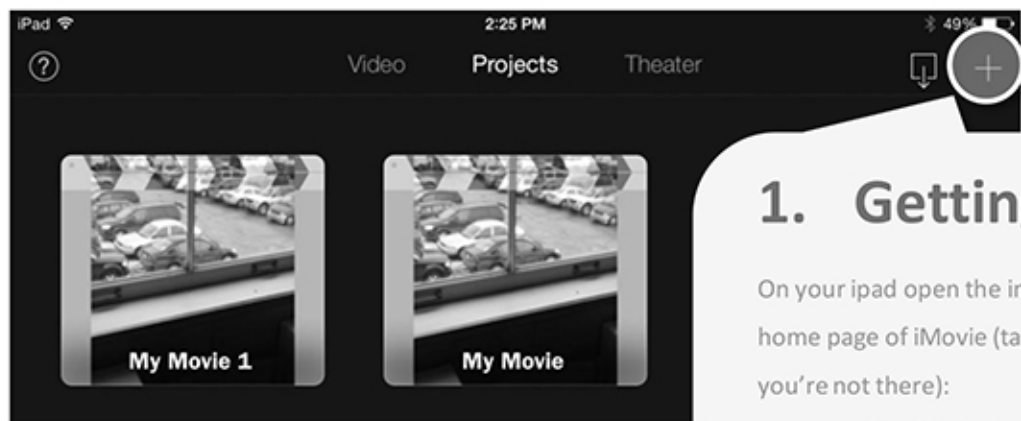 iPad 2:25 PM 49%
? Video Projects Theater +
1. Gettin
On your ipad open the
home page of iMovie (ta
you're not there):
My Movie 1 My Movie